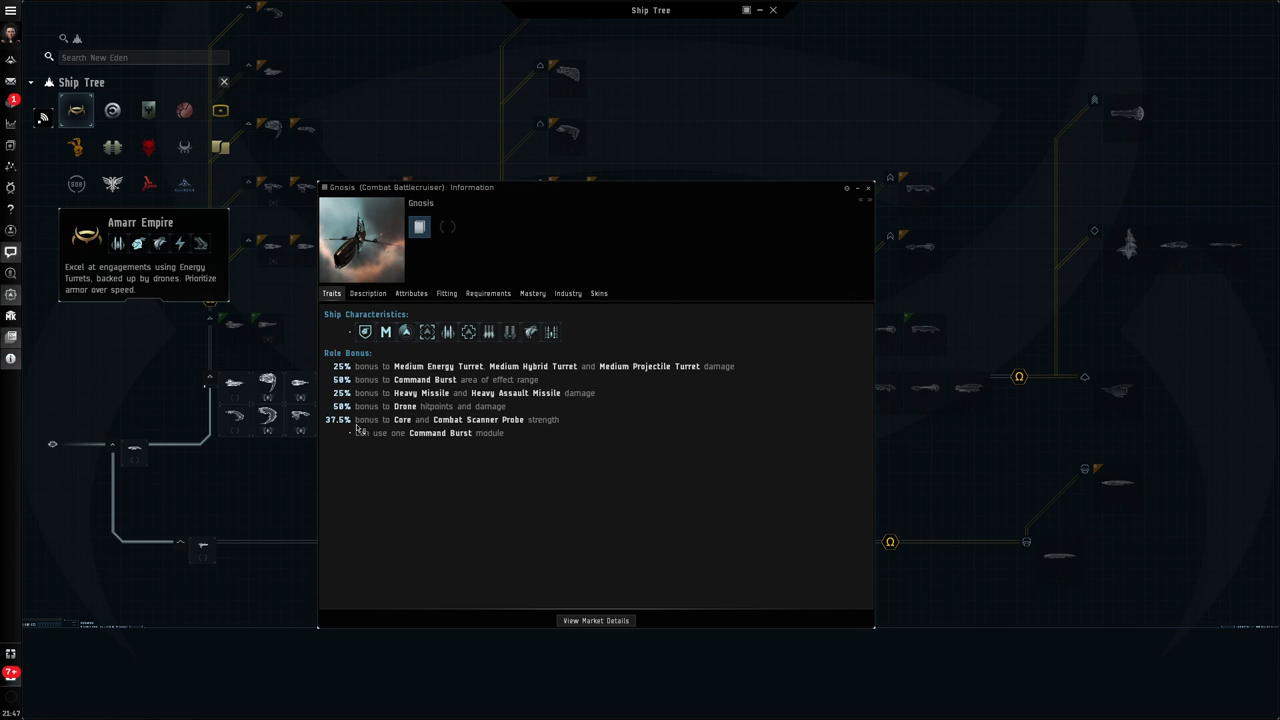 Ship Tree
Search New Eden
Ship Tree
1
Amarr Empire
Excel at engagements using Energy
Turrets, backed up by drones. Prioritize
armor over speed.
Gnosis (Combat Battlecruiser): Information
Gnosis
Traits Description Attributes Fitting Requirements Mastery Industry Skins
Ship Characteristics:
M
Role Bonus:
25% bonus to Medium Energy Turret, Medium Hybrid Turret and Medium Projectile Turret damage
50% bonus to Command Burst area of effect range
25% bonus to Heavy Missile and Heavy Assault Missile damage
50% bonus to Drone hitpoints and damage
37.5% bonus to Core and Combat Scanner Probe strength
· use one Command Burst module
View Market Details
7+
21:47